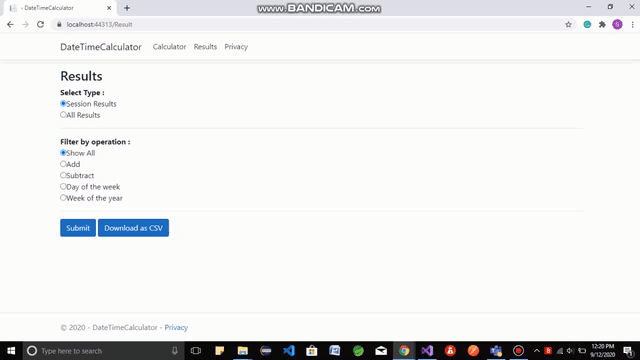 - DateTimeCalculator
www.BANDICAM.com
localhost:44313/Result
S
DateTimeCalculator Calculator Results Privacy
Results
Select Type :
Session Results
All Results
Filter by operation :
Show All
Add
Subtract
Day of the week
Week of the year
Submit Download as CSV
© 2020 - DateTimeCalculator - Privacy
Type here to search
12:20 PM
9/12/2020